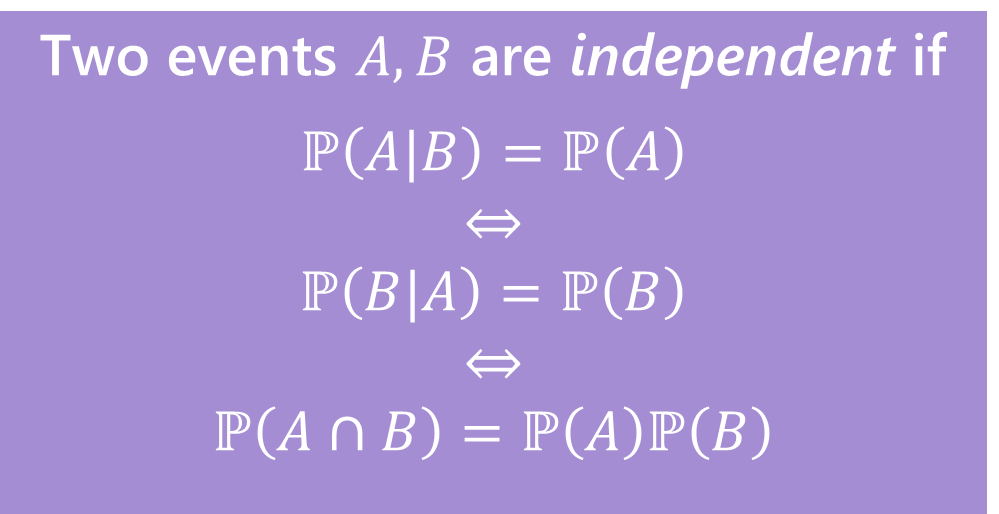 Two events A, B are independent if
ℙ(A|B) = ℙ(A)
⇔
ℙ(B|A) = ℙ(B)
⇔
ℙ(A ∩ B) = ℙ(A)ℙ(B)